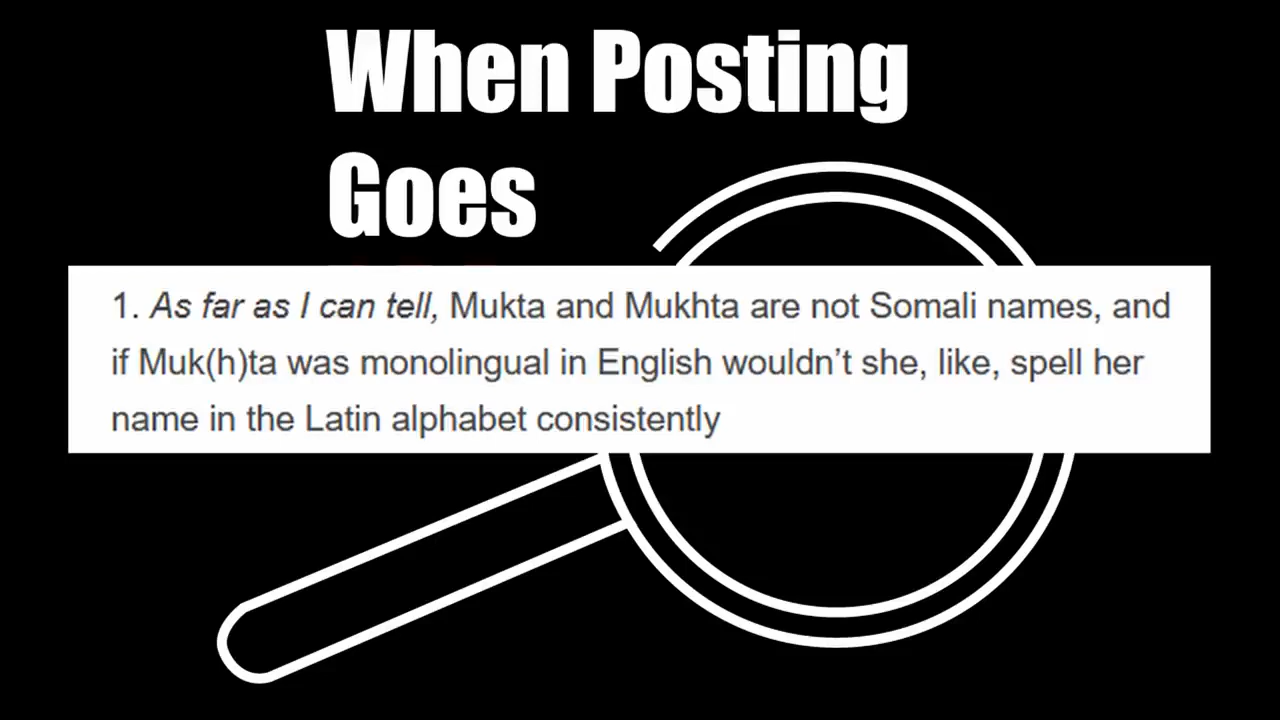 When Posting
Goes
1. As far as I can tell, Mukta and Mukhta are not Somali names, and
if Muk(h)ta was monolingual in English wouldn’t she, like, spell her
name in the Latin alphabet consistently